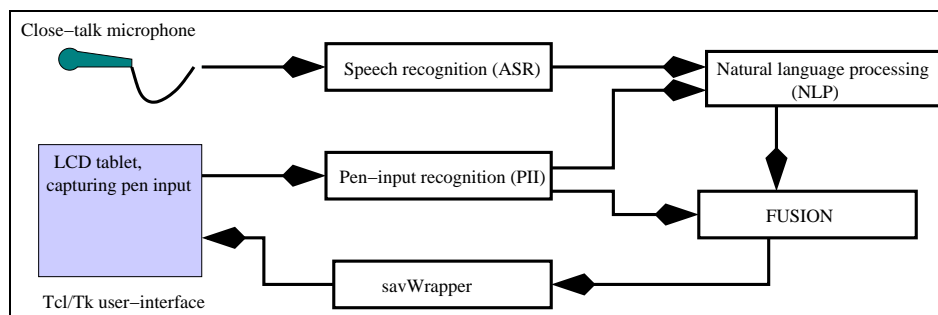 Close−talk microphone
Speech recognition (ASR)
Natural language processing
(NLP)
LCD tablet,
capturing pen input
Pen−input recognition (PII)
FUSION
savWrapper
Tcl/Tk user−interface